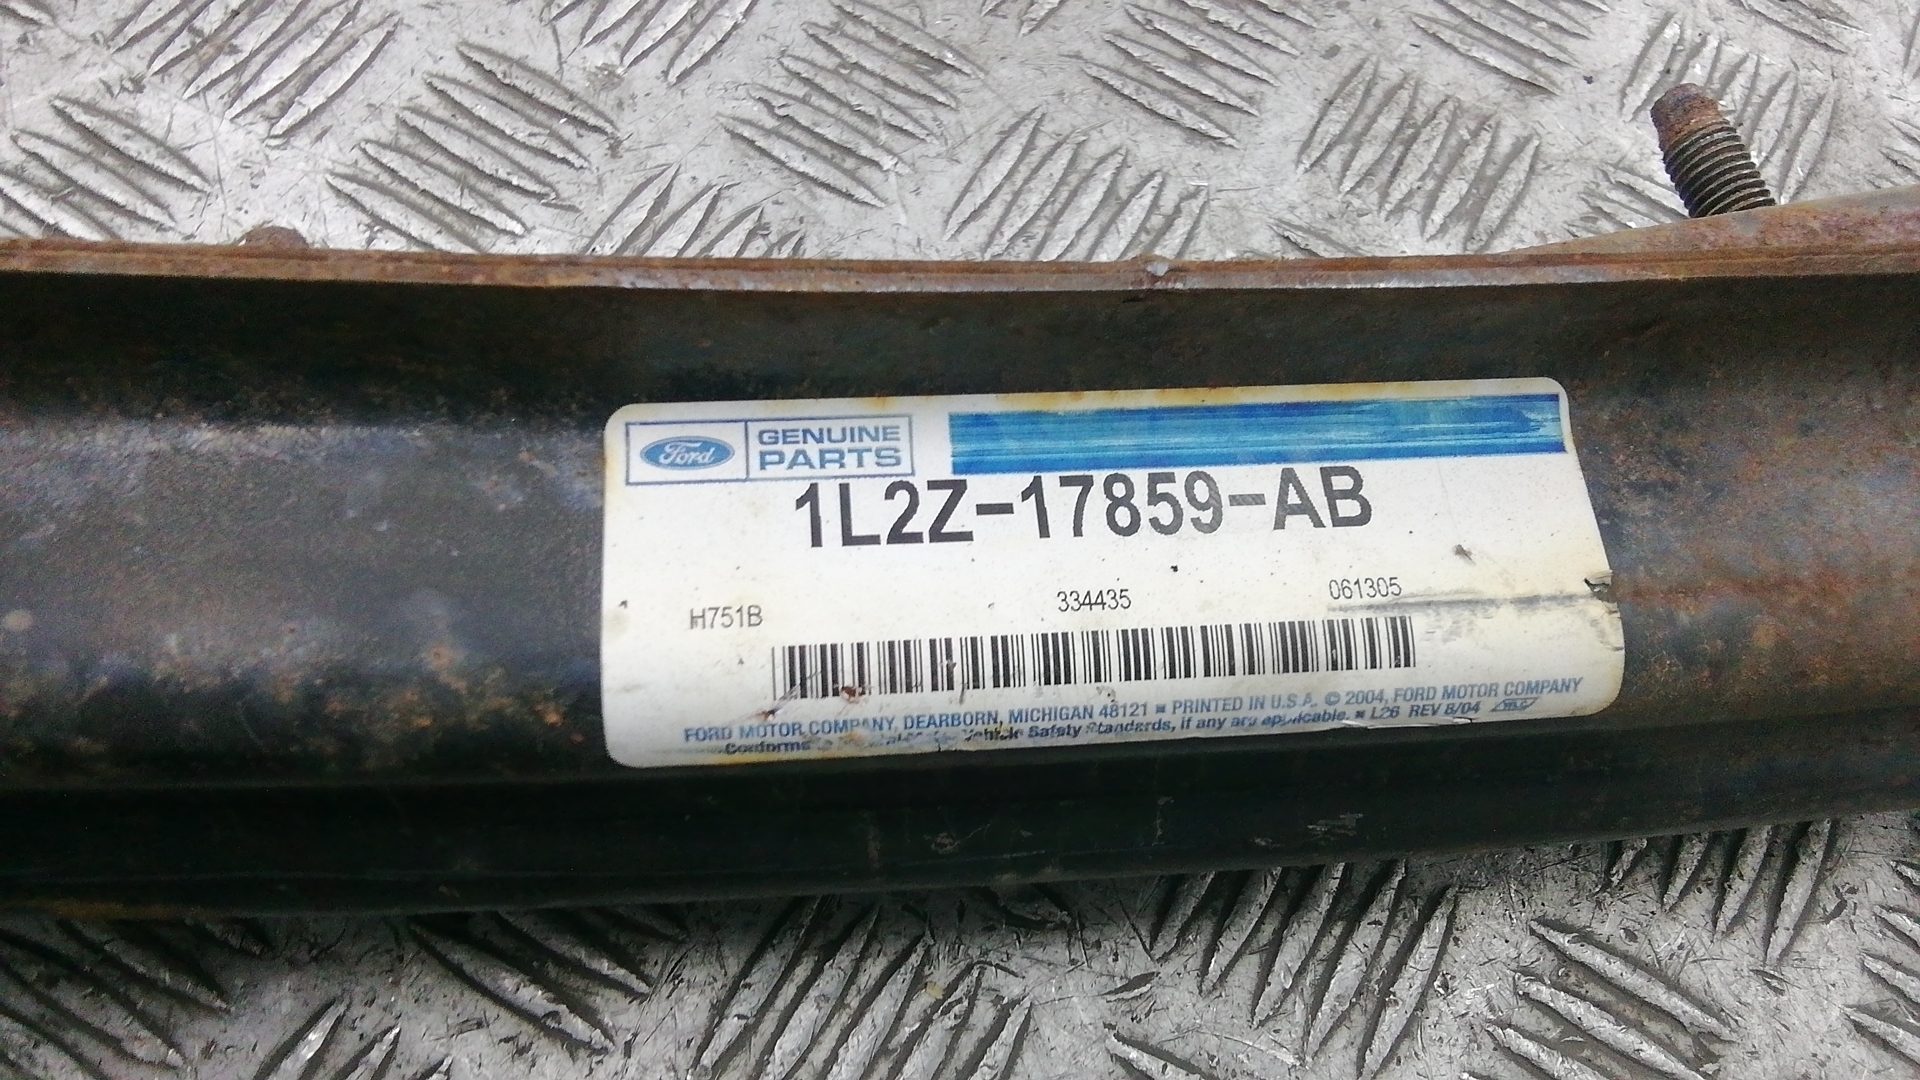 Ford GENUINE PARTS
1L2Z-17859-AB
H751B 334435 061305
FORD MOTOR COMPANY, DEARBORN, MICHIGAN 48121 ■ PRINTED IN U.S.A. © 2004, FORD MOTOR COMPANY
Conforms Vehicle Safety Standards, if any are applicable. ■ L26 REV 8/04